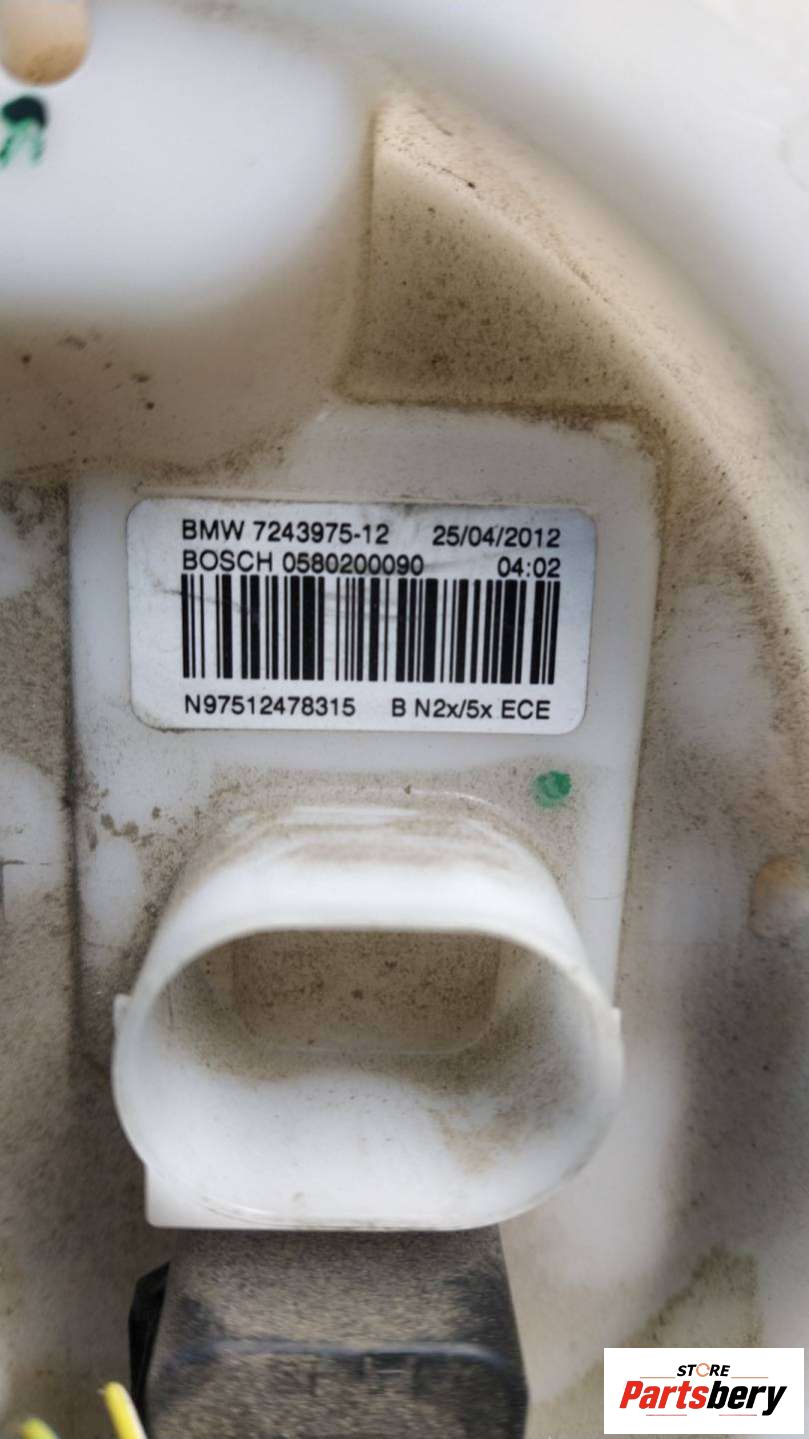 BMW 7243975-12 25/04/2012
BOSCH 0580200090 04:02
N97512478315 B N2x/5x ECE
STORE
Partsbery